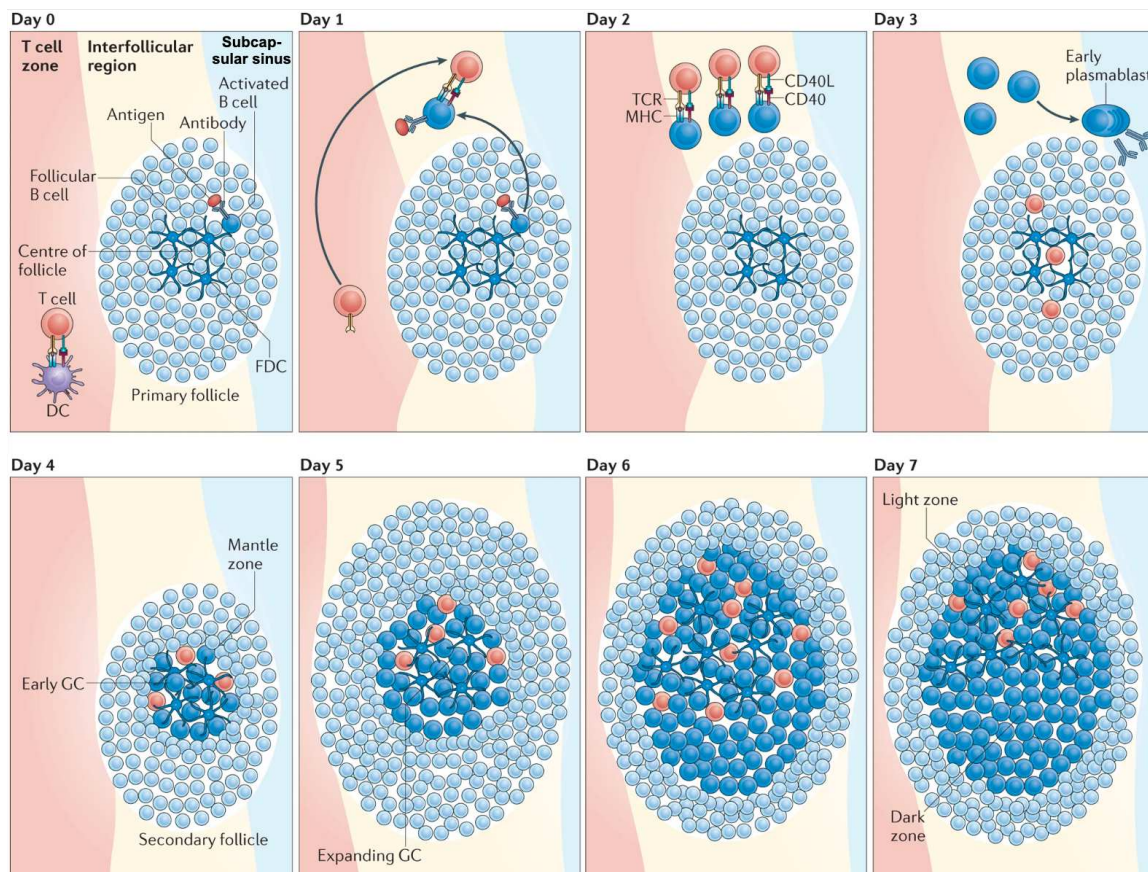 Day 0
T cell
zone
Interfollicular
region
Subcap-
sular sinus
Activated
B cell
Antigen
Antibody
Follicular
B cell
Centre of
follicle
T cell
FDC
Primary follicle
DC
Day 1
Day 2
TCR
MHC
CD40L
CD40
Day 3
Early
plasmablast
Day 4
Mantle
zone
Early GC
Secondary follicle
Day 5
Expanding GC
Day 6
Day 7
Light zone
Dark
zone